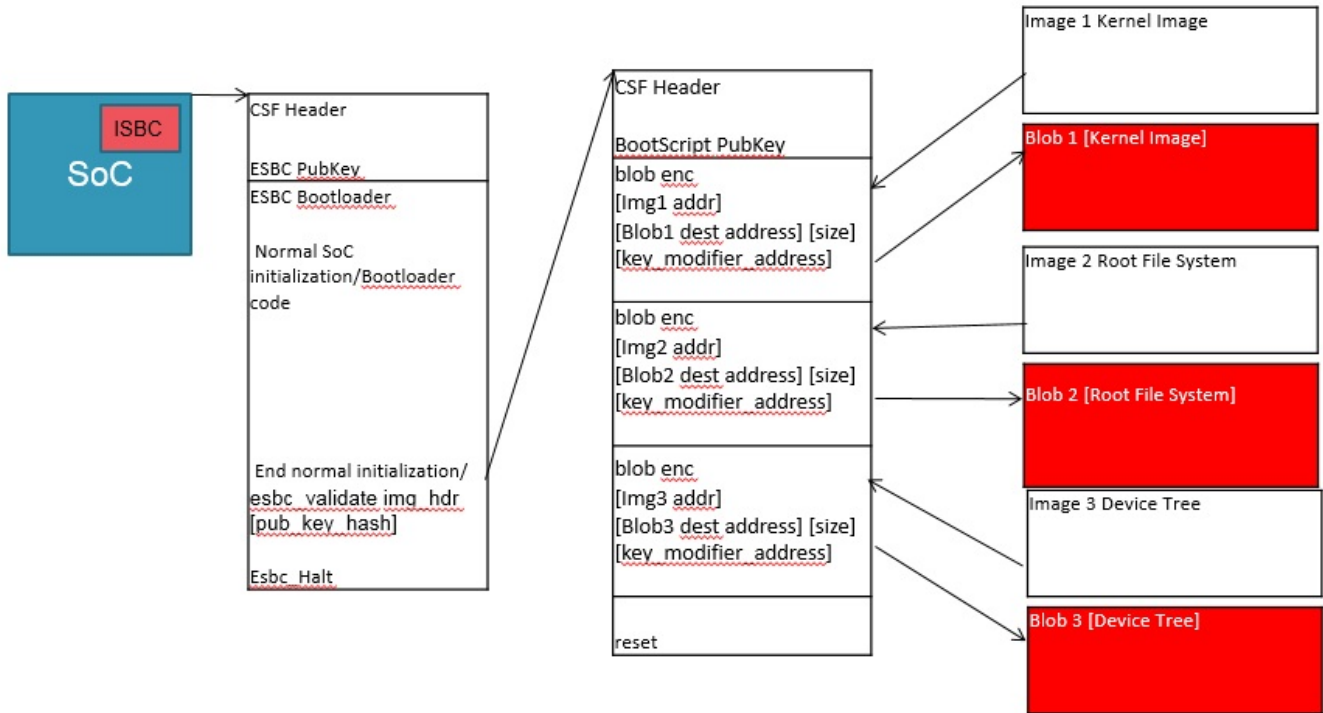 ISBC
SoC
CSF Header
ESBC PubKey
ESBC Bootloader
Normal SoC
initialization/Bootloader
code
End normal initialization/
esbc_validate img_hdr
[pub_key_hash]
Esbc_Halt
CSF Header
BootScript PubKey
blob enc
[Img1 addr]
[Blob1 dest address] [size]
[key_modifier_address]
blob enc
[Img2 addr]
[Blob2 dest address] [size]
[key_modifier_address]
blob enc
[Img3 addr]
[Blob3 dest address] [size]
[key_modifier_address]
reset
Image 1 Kernel Image
Blob 1 [Kernel Image]
Image 2 Root File System
Blob 2 [Root File System]
Image 3 Device Tree
Blob 3 [Device Tree]